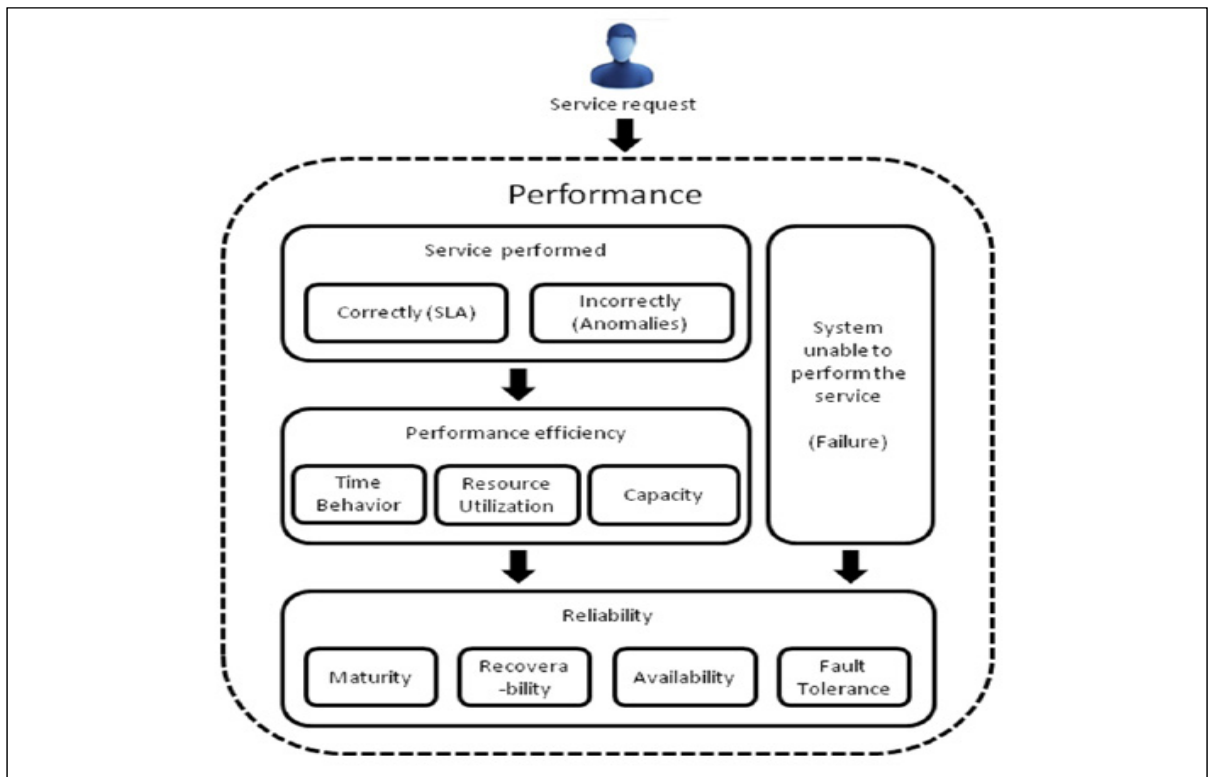 Service request
Performance
Service performed
Correctly (SLA)
Incorrectly
(Anomalies)
System
unable to
perform the
service
(Failure)
Performance efficiency
Time
Behavior
Resource
Utilization
Capacity
Reliability
Maturity
Recovera
-bility
Availability
Fault
Tolerance